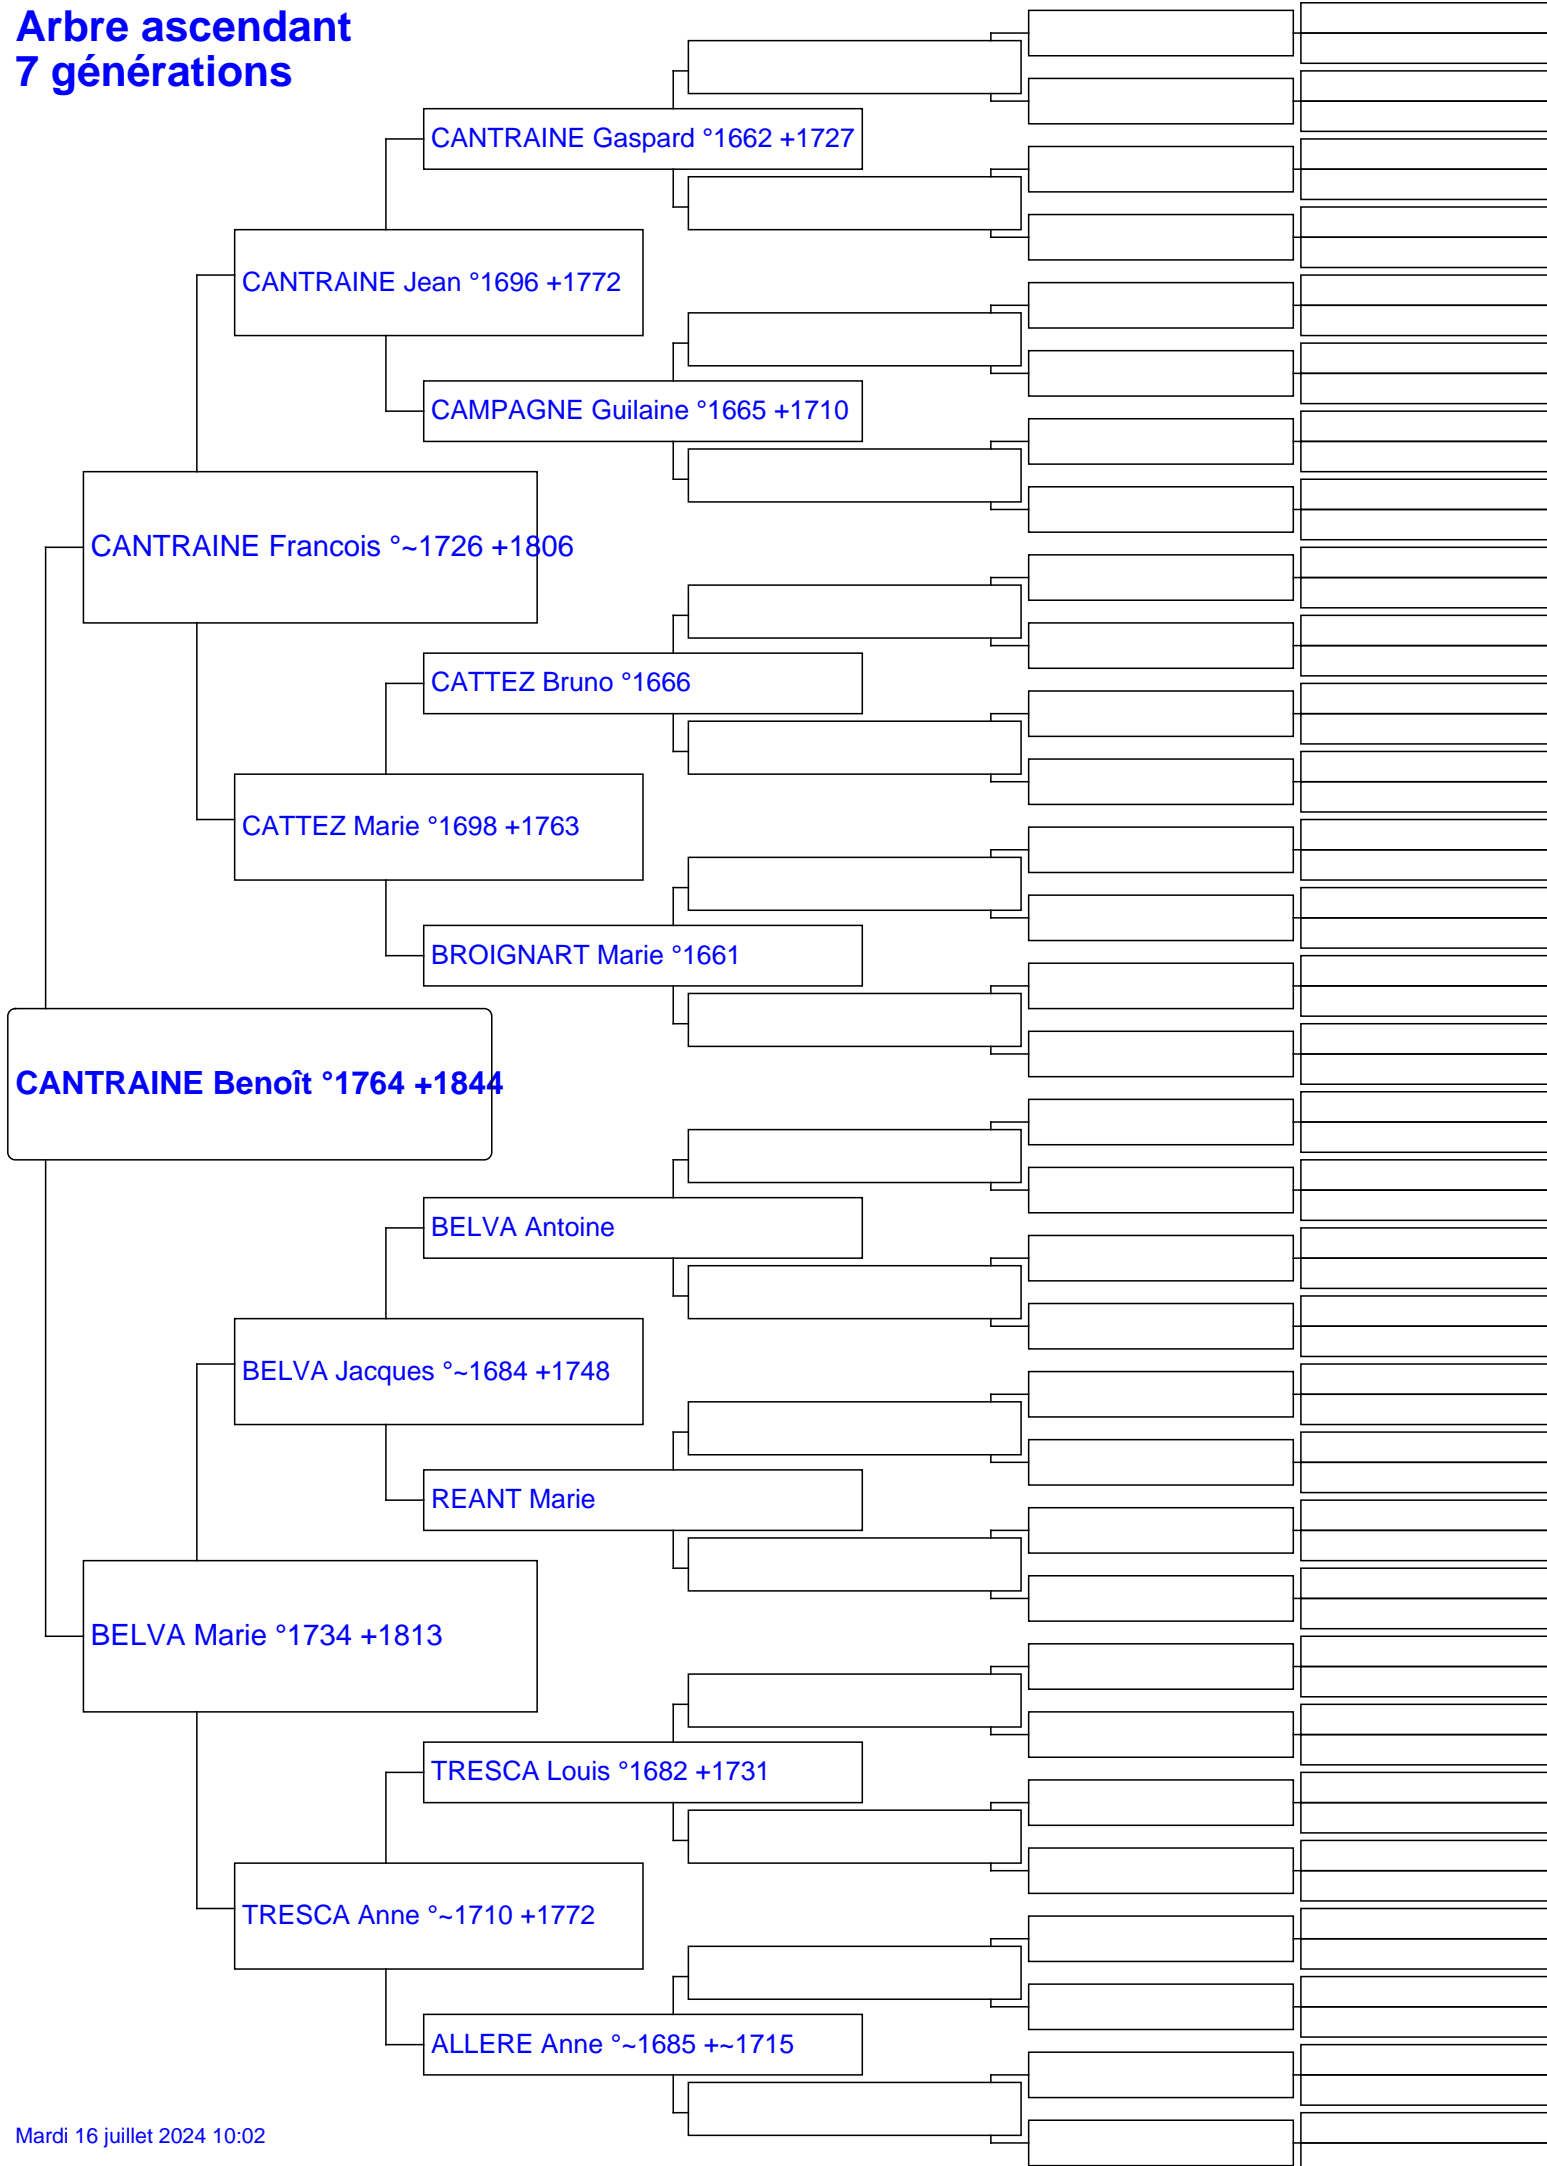 Arbre ascendant
7 générations
CANTRAINE Gaspard °1662 +1727
CANTRAINE Jean °1696 +1772
CAMPAGNE Guilaine °1665 +1710
CANTRAINE Francois °~1726 +1806
CATTEZ Bruno °1666
CATTEZ Marie °1698 +1763
BROIGNART Marie °1661
CANTRAINE Benoît °1764 +1844
BELVA Antoine
BELVA Jacques °~1684 +1748
REANT Marie
BELVA Marie °1734 +1813
TRESCA Louis °1682 +1731
TRESCA Anne °~1710 +1772
ALLERE Anne °~1685 +~1715
Mardi 16 juillet 2024 10:02